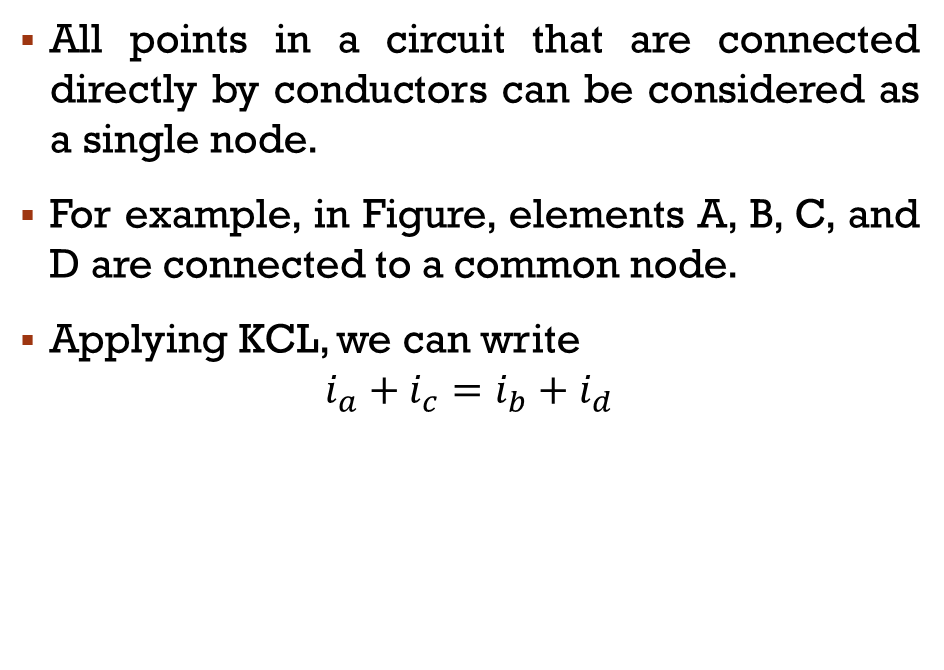 ▪ All points in a circuit that are connected
directly by conductors can be considered as
a single node.
▪ For example, in Figure, elements A, B, C, and
D are connected to a common node.
▪ Applying KCL, we can write
𝑖ₐ + 𝑖_c = 𝑖_b + 𝑖_d